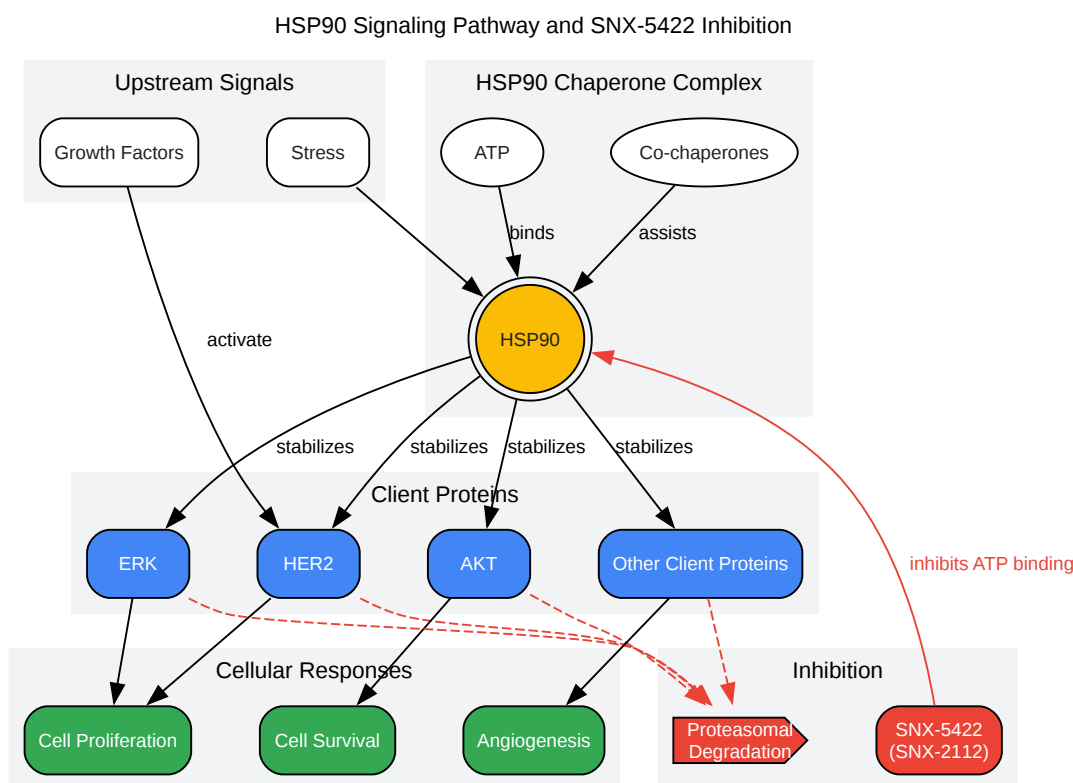 HSP90 Signaling Pathway and SNX-5422 Inhibition
Upstream Signals
HSP90 Chaperone Complex
Growth Factors
Stress
ATP
Co-chaperones
binds
assists
HSP90
activate
stabilizes
stabilizes
stabilizes
stabilizes
Client Proteins
ERK
HER2
AKT
Other Client Proteins
inhibits ATP binding
Cellular Responses
Inhibition
Cell Proliferation
Cell Survival
Angiogenesis
Proteasomal
Degradation
SNX-5422
(SNX-2112)